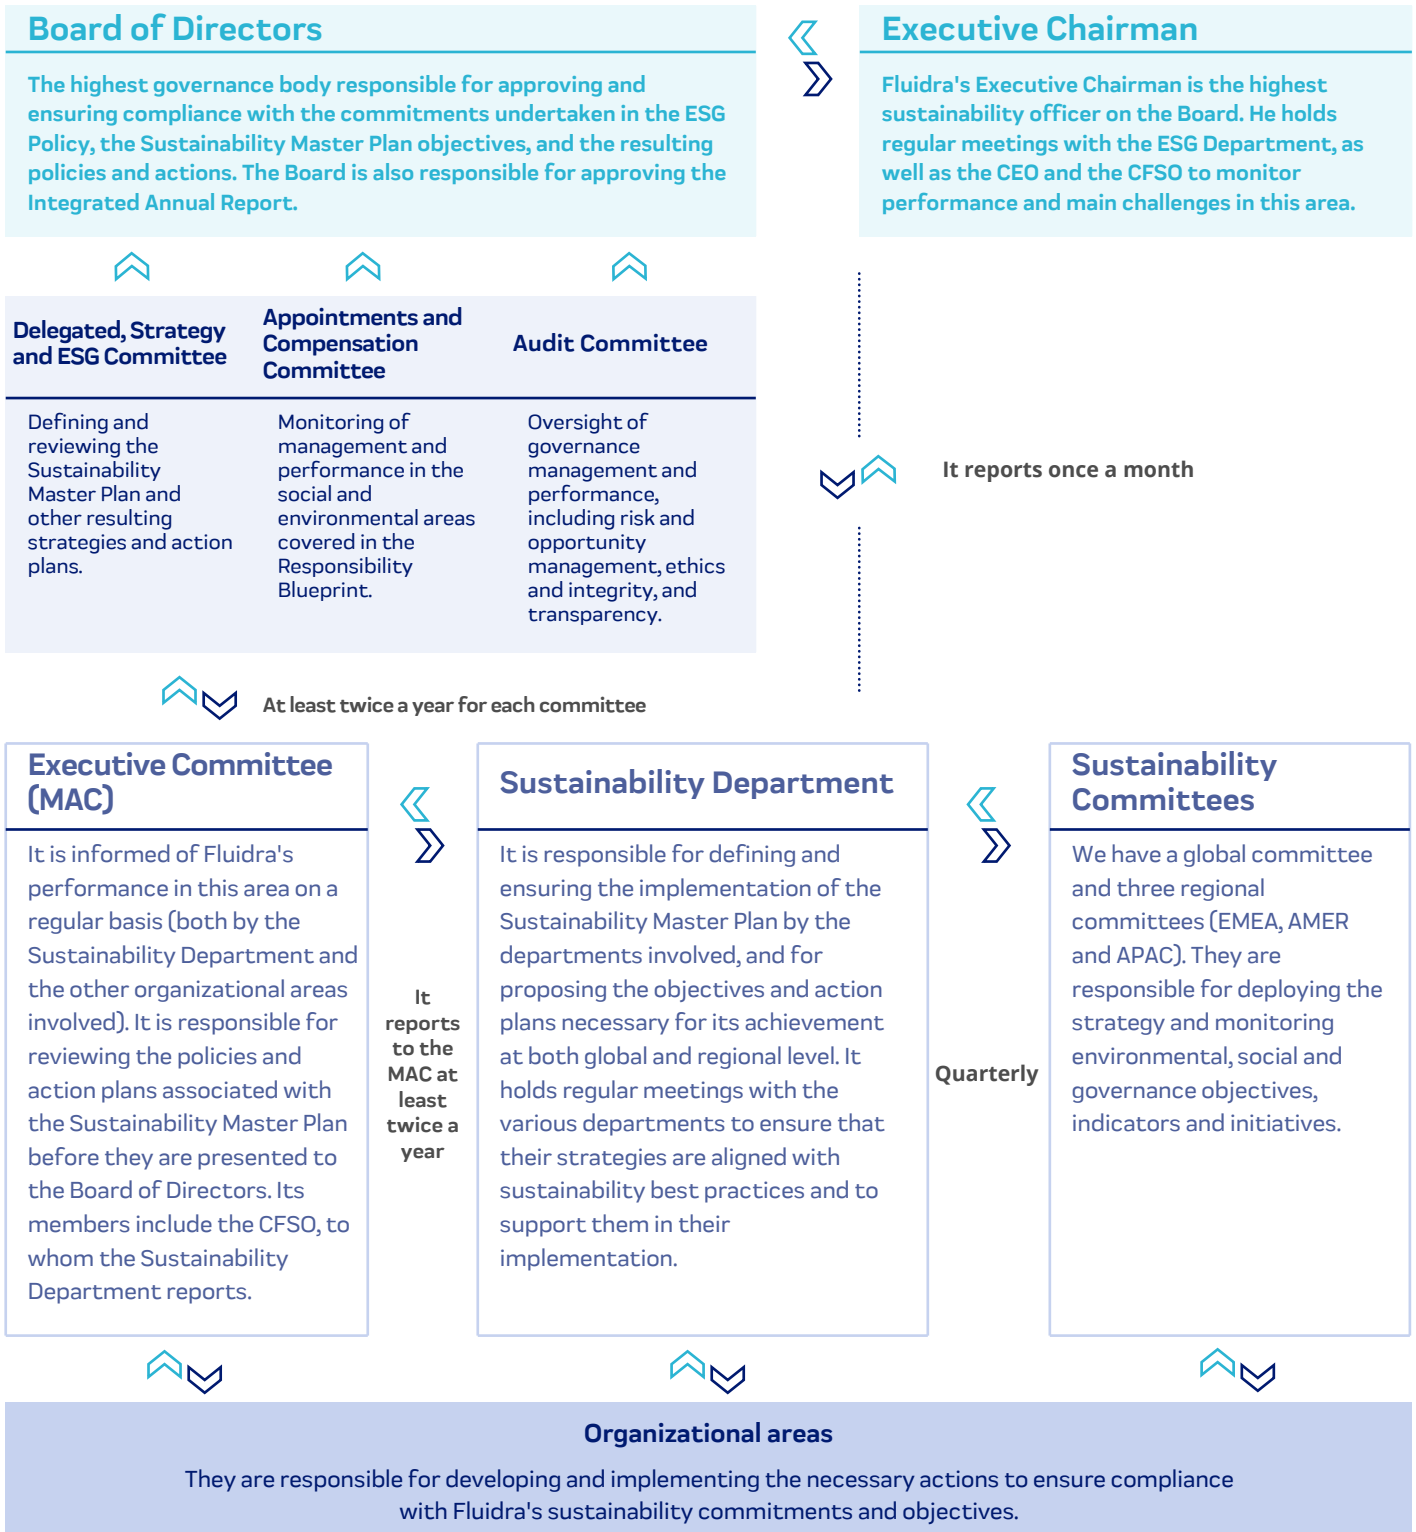 Board of Directors
The highest governance body responsible for approving and
ensuring compliance with the commitments undertaken in the ESG
Policy, the Sustainability Master Plan objectives, and the resulting
policies and actions. The Board is also responsible for approving the
Integrated Annual Report.
Executive Chairman
Fluidra's Executive Chairman is the highest
sustainability officer on the Board. He holds
regular meetings with the ESG Department, as
well as the CEO and the CFSO to monitor
performance and main challenges in this area.
Delegated, Strategy
and ESG Committee
Defining and
reviewing the
Sustainability
Master Plan and
other resulting
strategies and action
plans.
Appointments and
Compensation
Committee
Monitoring of
management and
performance in the
social and
environmental areas
covered in the
Responsibility
Blueprint.
Audit Committee
Oversight of
governance
management and
performance,
including risk and
opportunity
management, ethics
and integrity, and
transparency.
It reports once a month
At least twice a year for each committee
Executive Committee
(MAC)
It is informed of Fluidra's
performance in this area on a
regular basis (both by the
Sustainability Department and
the other organizational areas
involved). It is responsible for
reviewing the policies and
action plans associated with
the Sustainability Master Plan
before they are presented to
the Board of Directors. Its
members include the CFSO, to
whom the Sustainability
Department reports.
It
reports
to the
MAC at
least
twice a
year
Sustainability Department
It is responsible for defining and
ensuring the implementation of the
Sustainability Master Plan by the
departments involved, and for
proposing the objectives and action
plans necessary for its achievement
at both global and regional level. It
holds regular meetings with the
various departments to ensure that
their strategies are aligned with
sustainability best practices and to
support them in their
implementation.
Quarterly
Sustainability
Committees
We have a global committee
and three regional
committees (EMEA, AMER
and APAC). They are
responsible for deploying the
strategy and monitoring
environmental, social and
governance objectives,
indicators and initiatives.
Organizational areas
They are responsible for developing and implementing the necessary actions to ensure compliance
with Fluidra's sustainability commitments and objectives.